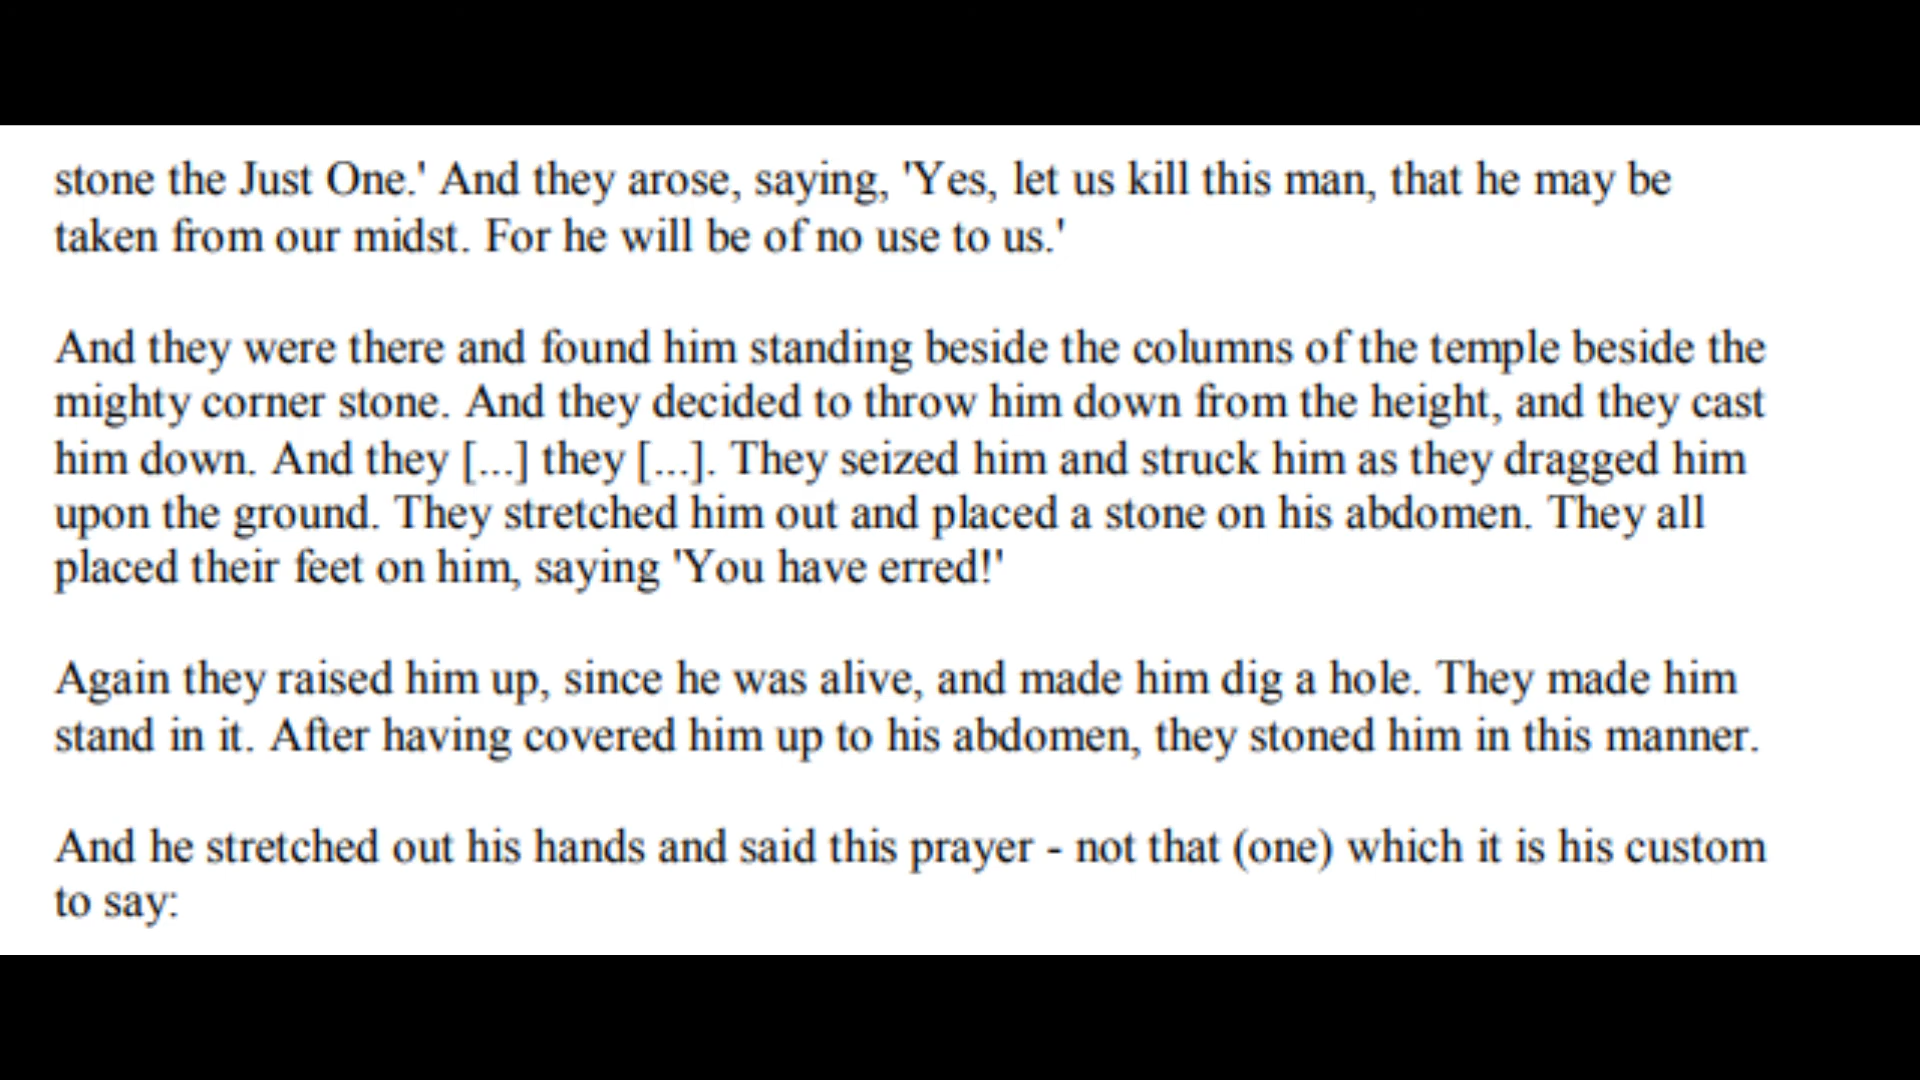 stone the Just One.' And they arose, saying, 'Yes, let us kill this man, that he may be
taken from our midst. For he will be of no use to us.'
And they were there and found him standing beside the columns of the temple beside the
mighty corner stone. And they decided to throw him down from the height, and they cast
him down. And they [...] they [...]. They seized him and struck him as they dragged him
upon the ground. They stretched him out and placed a stone on his abdomen. They all
placed their feet on him, saying 'You have erred!'
Again they raised him up, since he was alive, and made him dig a hole. They made him
stand in it. After having covered him up to his abdomen, they stoned him in this manner.
And he stretched out his hands and said this prayer - not that (one) which it is his custom
to say: